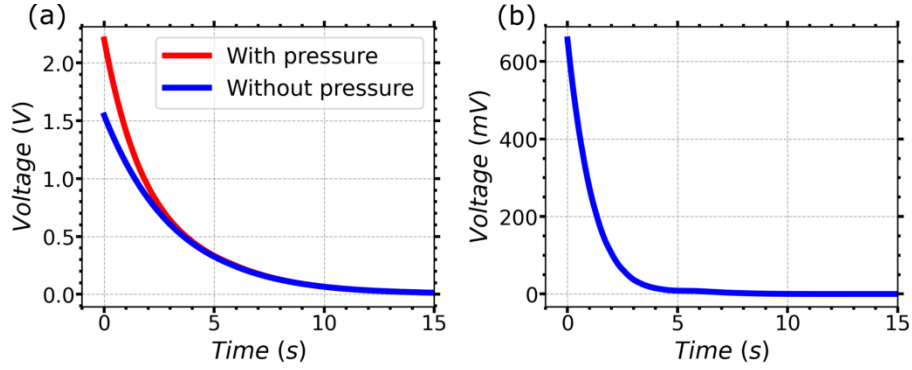 (a)
With pressure
Without pressure
Voltage (V)
2.0
1.5
1.0
0.5
0.0
0 5 10 15
Time (s)
(b)
Voltage (mV)
600
400
200
0
0 5 10 15
Time (s)